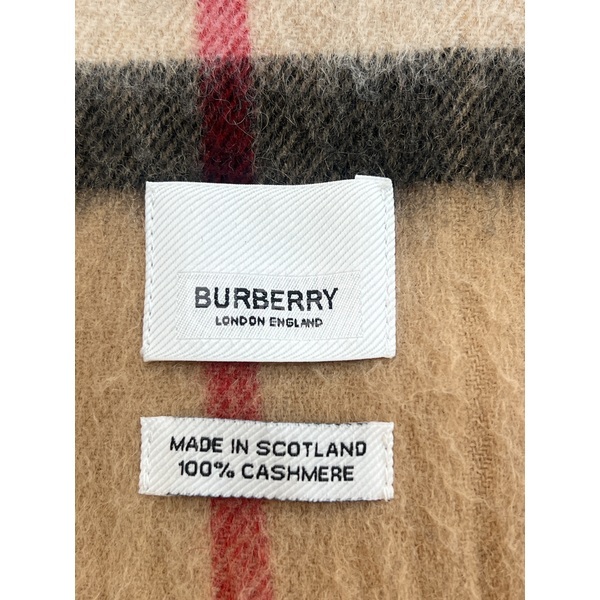 BURBERRY
LONDON ENGLAND
MADE IN SCOTLAND
100% CASHMERE